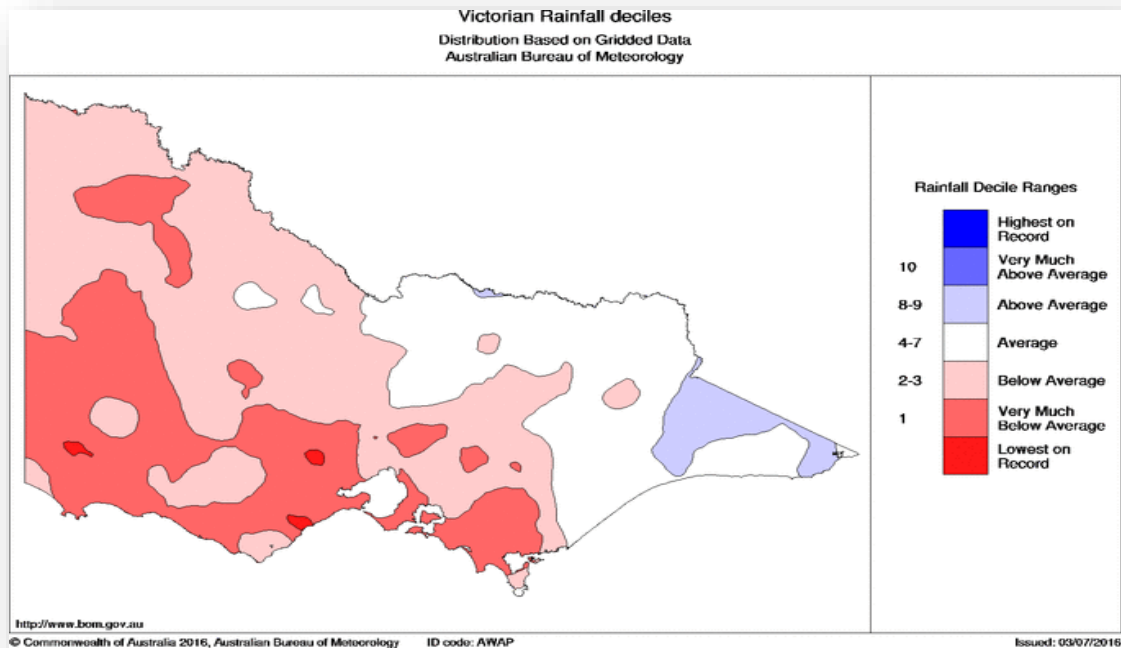 Victorian Rainfall deciles
Distribution Based on Gridded Data
Australian Bureau of Meteorology
Rainfall Decile Ranges
Highest on
Record
10
Very Much
Above Average
8-9
Above Average
4-7
Average
2-3
Below Average
1
Very Much
Below Average
Lowest on
Record
http://www.bom.gov.au
© Commonwealth of Australia 2016, Australian Bureau of Meteorology ID code: AWAP Issued: 03/07/2016